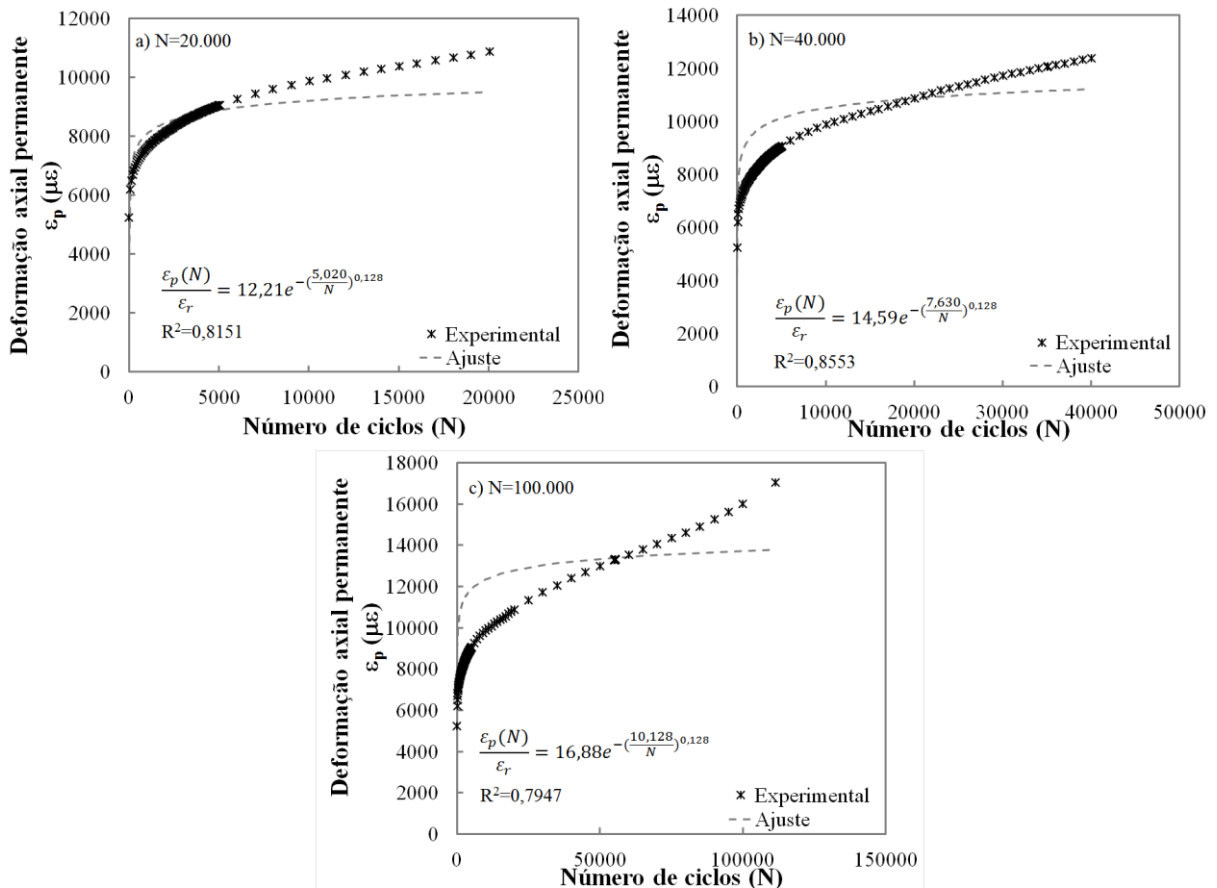 12000
10000
8000
6000
4000
2000
0
0 5000 10000 15000 20000 25000
Deformação axial permanente
εₚ (με)
a) N=20.000
εₚ(N)/εᵣ = 12,21e^−(5,020/N)^0,128
R²=0,8151
Experimental
Ajuste
Número de ciclos (N)
14000
12000
10000
8000
6000
4000
2000
0
0 10000 20000 30000 40000 50000
Deformação axial permanente
εₚ (με)
b) N=40.000
εₚ(N)/εᵣ = 14,59e^−(7,630/N)^0,128
R²=0,8553
Experimental
Ajuste
Número de ciclos (N)
18000
16000
14000
12000
10000
8000
6000
4000
2000
0
0 50000 100000 150000
Deformação axial permanente
εₚ (με)
c) N=100.000
εₚ(N)/εᵣ = 16,88e^−(10,128/N)^0,128
R²=0,7947
Experimental
Ajuste
Número de ciclos (N)